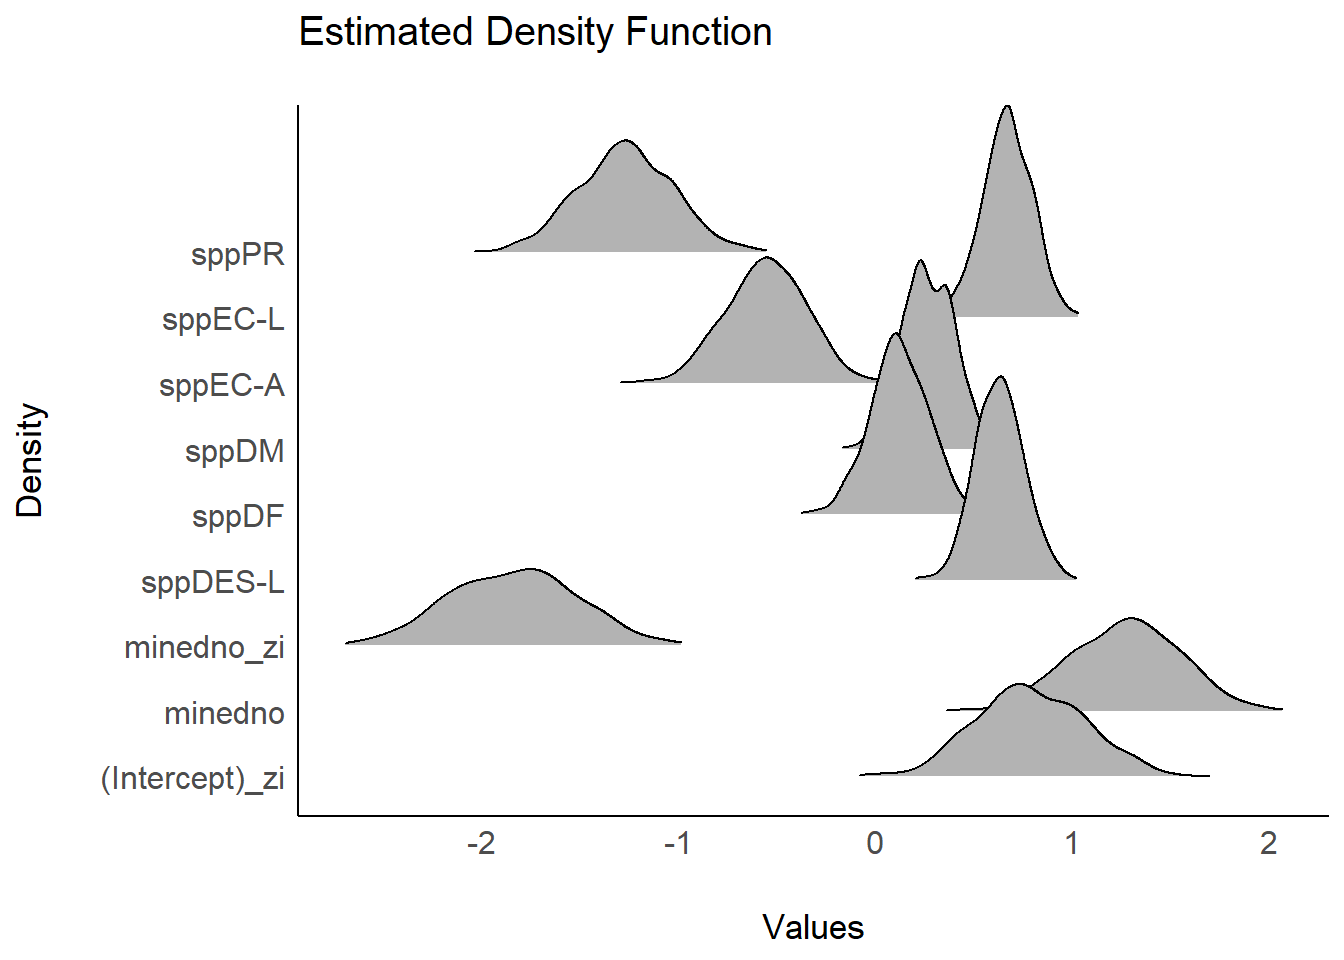 Estimated Density Function
Density
sppPR
sppEC-L
sppEC-A
sppDM
sppDF
sppDES-L
minedno_zi
minedno
(Intercept)_zi
-2 -1 0 1 2
Values